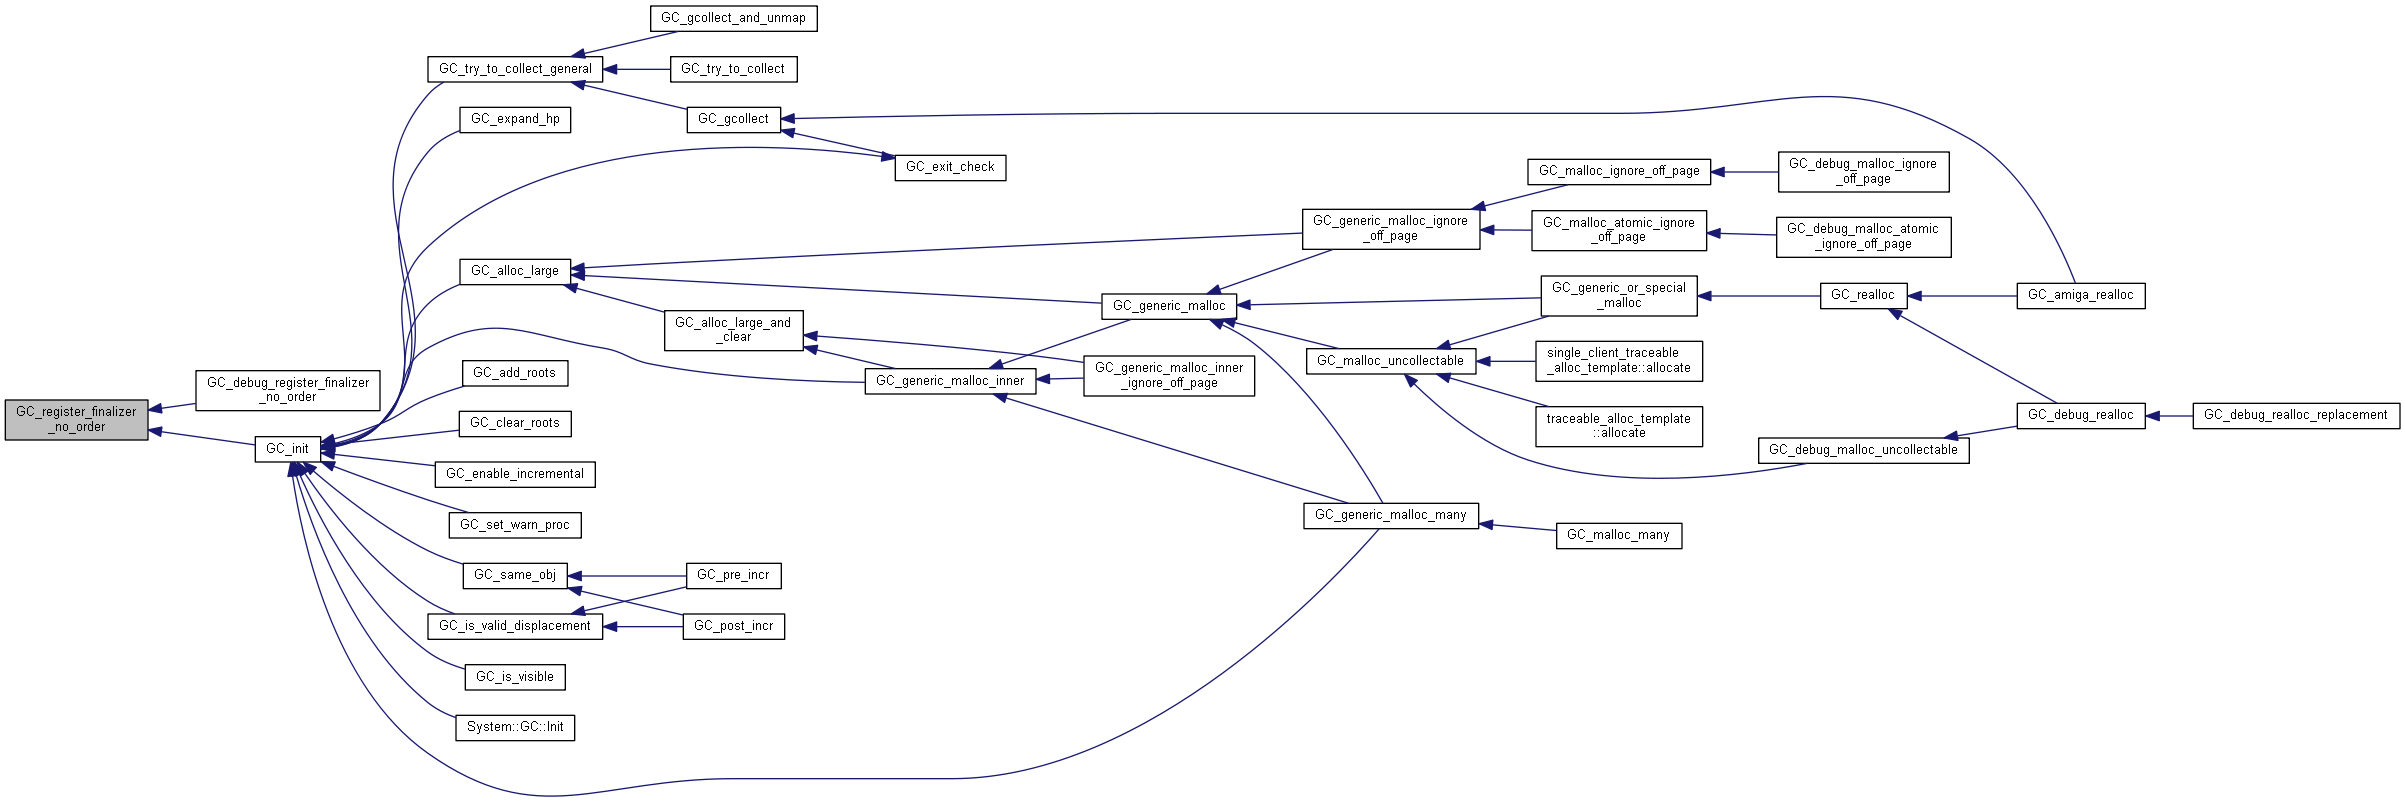 GC_register_finalizer
_no_order
GC_debug_register_finalizer
_no_order
GC_init
GC_try_to_collect_general
GC_gcollect_and_unmap
GC_try_to_collect
GC_gcollect
GC_expand_hp
GC_exit_check
GC_alloc_large
GC_alloc_large_and
_clear
GC_generic_malloc_inner
GC_generic_malloc_inner
_ignore_off_page
GC_generic_malloc
GC_generic_malloc_ignore
_off_page
GC_malloc_ignore_off_page
GC_debug_malloc_ignore
_off_page
GC_malloc_atomic_ignore
_off_page
GC_debug_malloc_atomic
_ignore_off_page
GC_generic_or_special
_malloc
GC_realloc
GC_amiga_realloc
GC_malloc_uncollectable
single_client_traceable
_alloc_template::allocate
traceable_alloc_template
::allocate
GC_debug_malloc_uncollectable
GC_debug_realloc
GC_debug_realloc_replacement
GC_generic_malloc_many
GC_malloc_many
GC_add_roots
GC_clear_roots
GC_enable_incremental
GC_set_warn_proc
GC_same_obj
GC_pre_incr
GC_is_valid_displacement
GC_post_incr
GC_is_visible
System::GC::Init